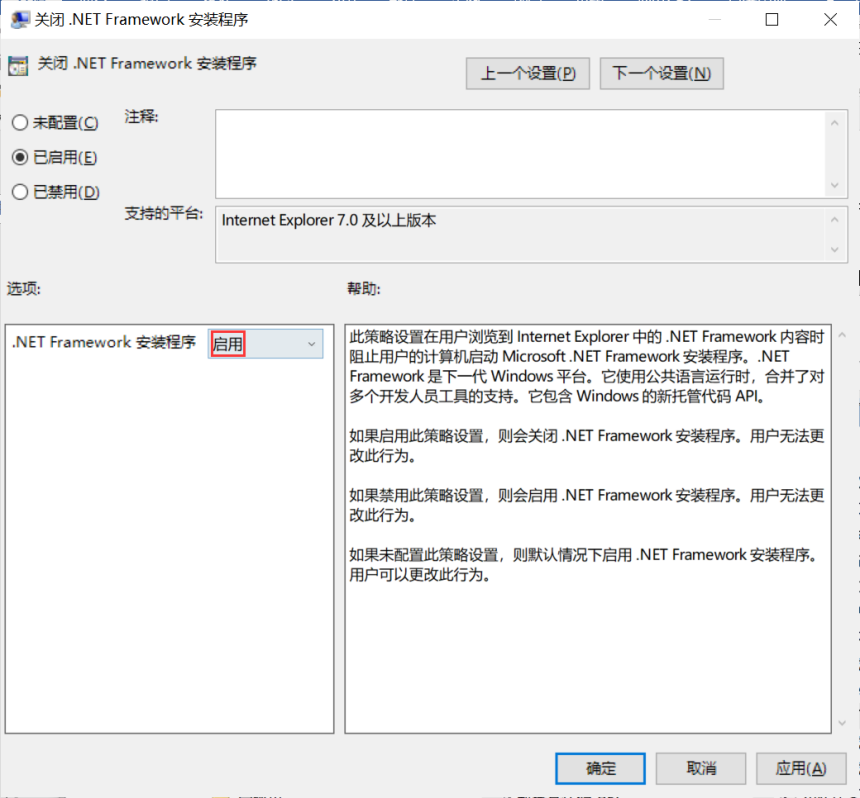 关闭 .NET Framework 安装程序
关闭 .NET Framework 安装程序
上一个设置(P)
下一个设置(N)
未配置(C)
注释:
已启用(E)
已禁用(D)
支持的平台:
Internet Explorer 7.0 及以上版本
选项:
帮助:
.NET Framework 安装程序
启用
此策略设置在用户浏览到 Internet Explorer 中的 .NET Framework 内容时
阻止用户的计算机启动 Microsoft .NET Framework 安装程序。.NET
Framework 是下一代 Windows 平台。它使用公共语言运行时，合并了对
多个开发人员工具的支持。它包含 Windows 的新托管代码 API。
如果启用此策略设置，则会关闭 .NET Framework 安装程序。用户无法更
改此行为。
如果禁用此策略设置，则会启用 .NET Framework 安装程序。用户无法更
改此行为。
如果未配置此策略设置，则默认情况下启用 .NET Framework 安装程序。
用户可以更改此行为。
确定
取消
应用(A)